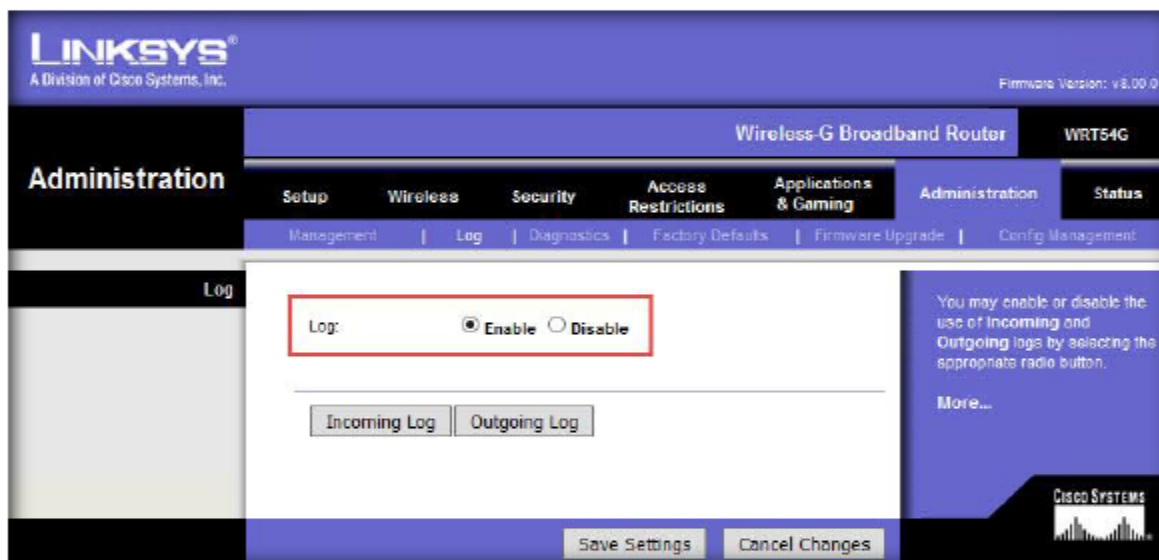 LINKSYS®
A Division of Cisco Systems, Inc.
Firmware Version: v8.00.0
Wireless-G Broadband Router
WRT54G
Administration
Setup
Wireless
Security
Access
Restrictions
Applications
& Gaming
Administration
Status
Management | Log | Diagnostics | Factory Defaults | Firmware Upgrade | Config Management
Log
Log: Enable Disable
Incoming Log
Outgoing Log
You may enable or disable the
use of Incoming and
Outgoing logs by selecting the
appropriate radio button.
More...
CISCO SYSTEMS
Save Settings
Cancel Changes